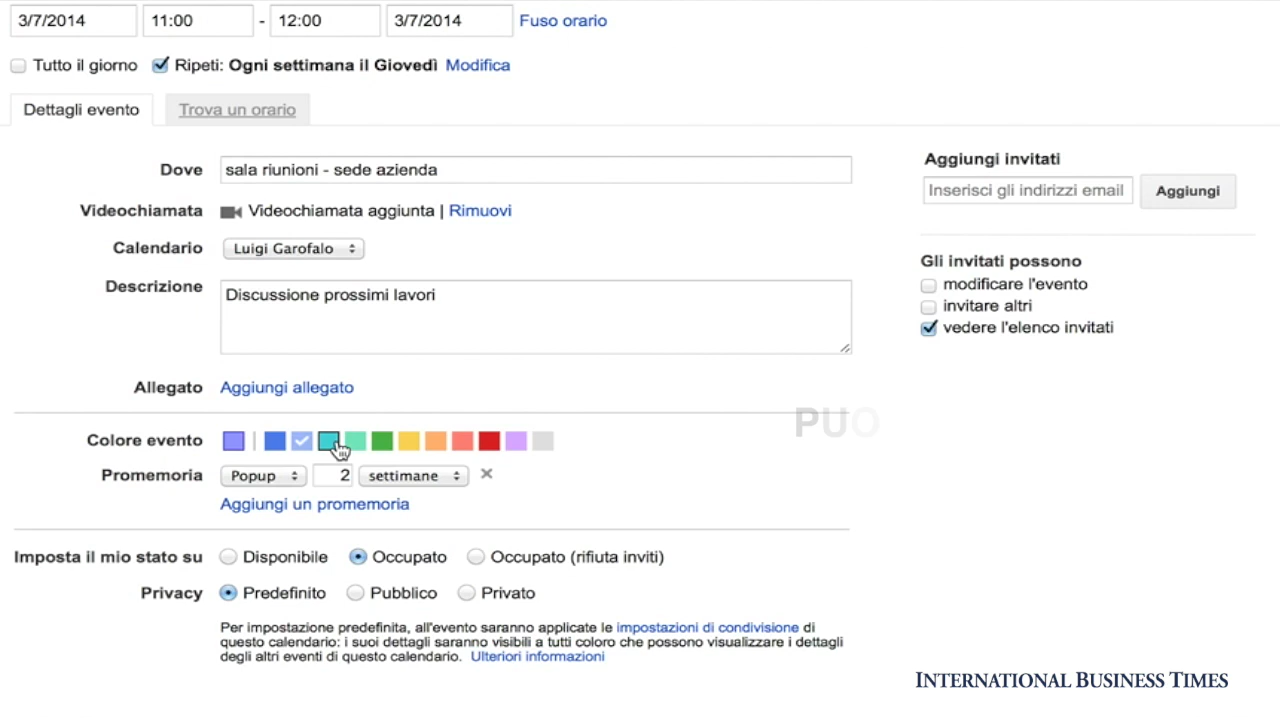 3/7/2014 11:00 - 12:00 3/7/2014 Fuso orario
Tutto il giorno Ripeti: Ogni settimana il Giovedì Modifica
Dettagli evento Trova un orario
Dove sala riunioni - sede azienda
Videochiamata Videochiamata aggiunta | Rimuovi
Calendario Luigi Garofalo
Descrizione Discussione prossimi lavori
Allegato Aggiungi allegato
Colore evento
Promemoria Popup 2 settimane ×
Aggiungi un promemoria
Imposta il mio stato su Disponibile Occupato Occupato (rifiuta inviti)
Privacy Predefinito Pubblico Privato
Per impostazione predefinita, all'evento saranno applicate le impostazioni di condivisione di
questo calendario: i suoi dettagli saranno visibili a tutti coloro che possono visualizzare i dettagli
degli altri eventi di questo calendario. Ulteriori informazioni
Aggiungi invitati
Inserisci gli indirizzi email Aggiungi
Gli invitati possono
modificare l'evento
invitare altri
vedere l'elenco invitati
PUO
INTERNATIONAL BUSINESS TIMES